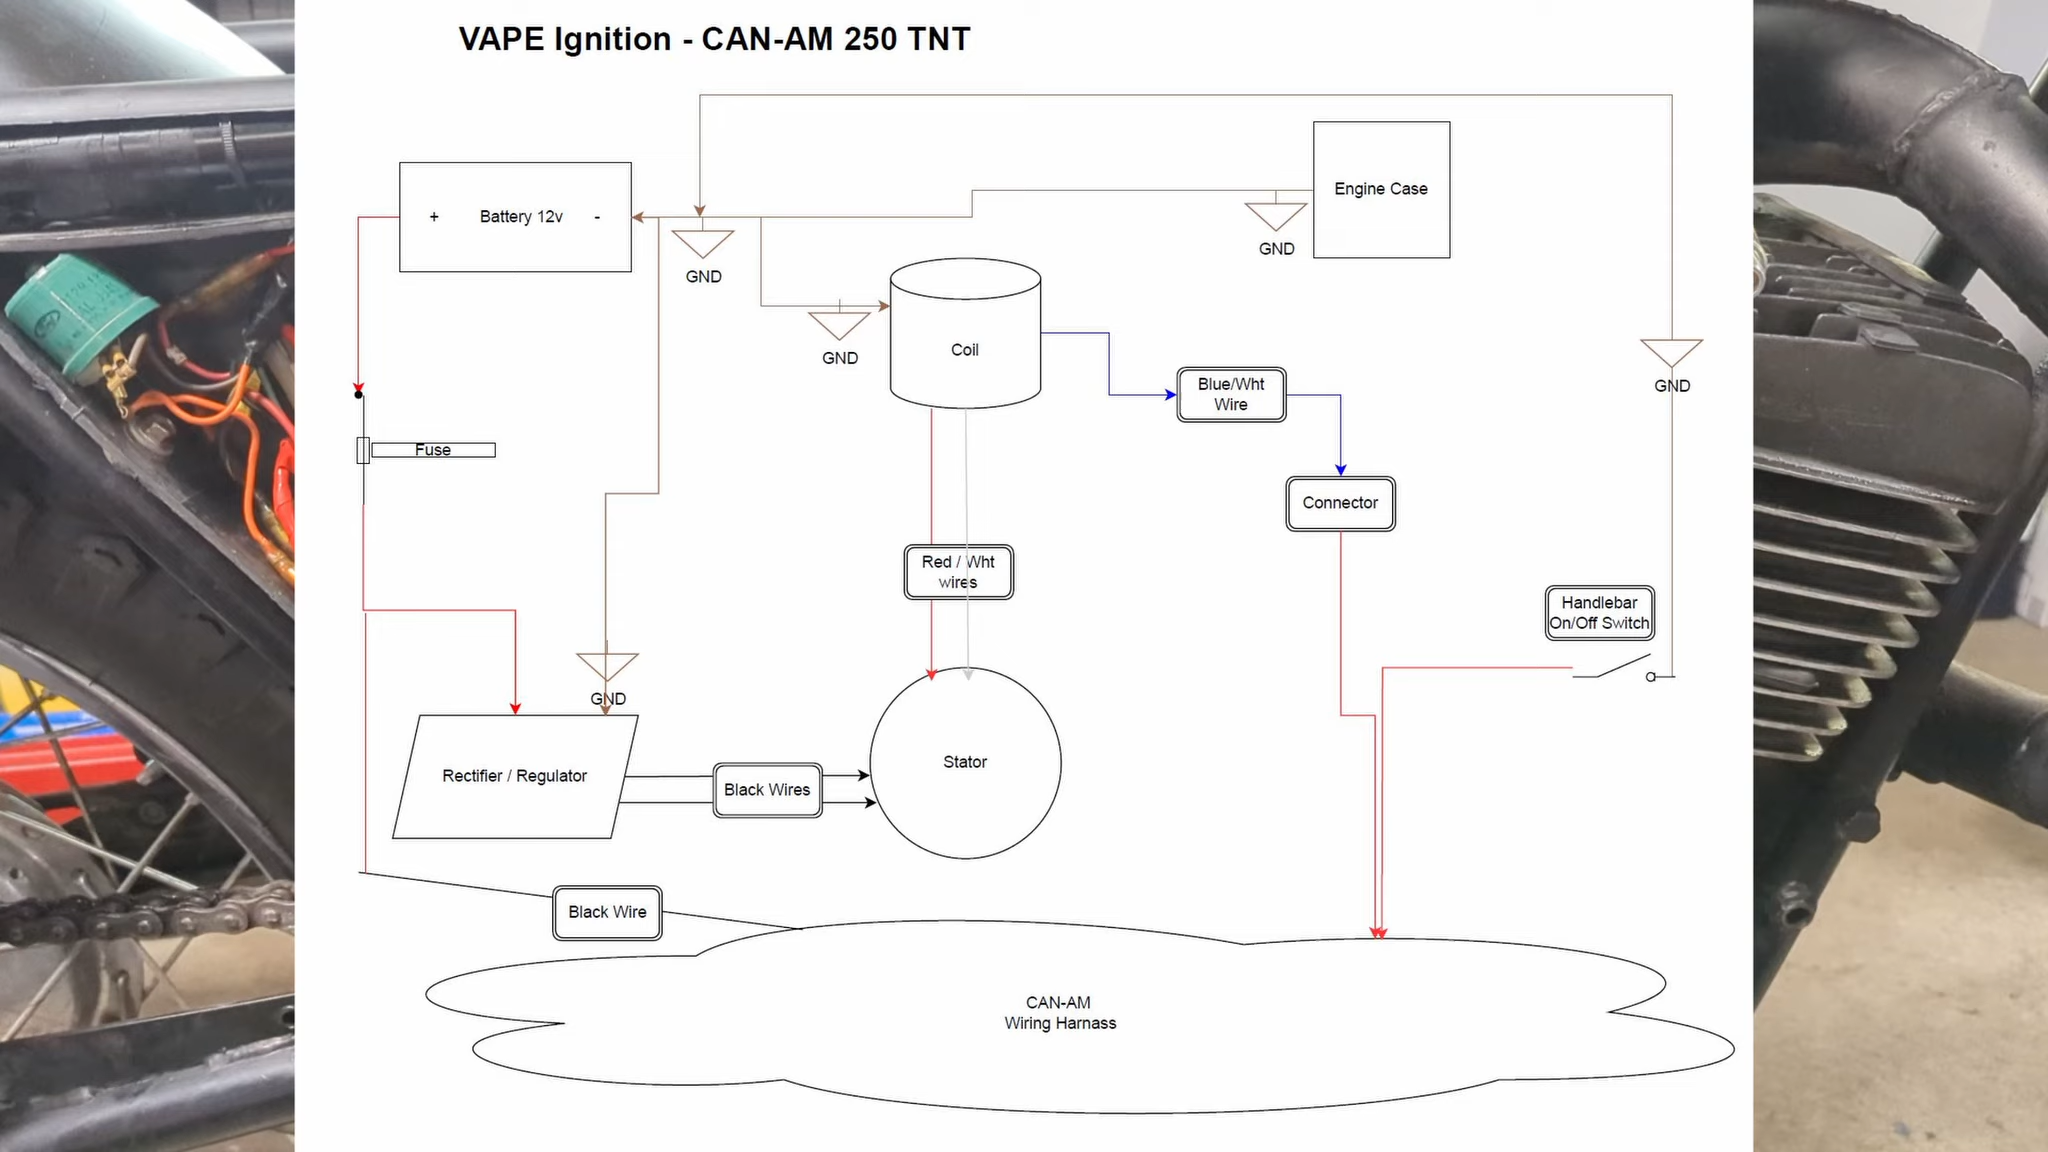 VAPE Ignition - CAN-AM 250 TNT
Engine Case
+ Battery 12v -
GND
GND
Coil
GND
Blue/Wht
Wire
GND
Fuse
Connector
Red / Wht
wires
Handlebar
On/Off Switch
GND
Rectifier / Regulator
Black Wires
Stator
Black Wire
CAN-AM
Wiring Harnass